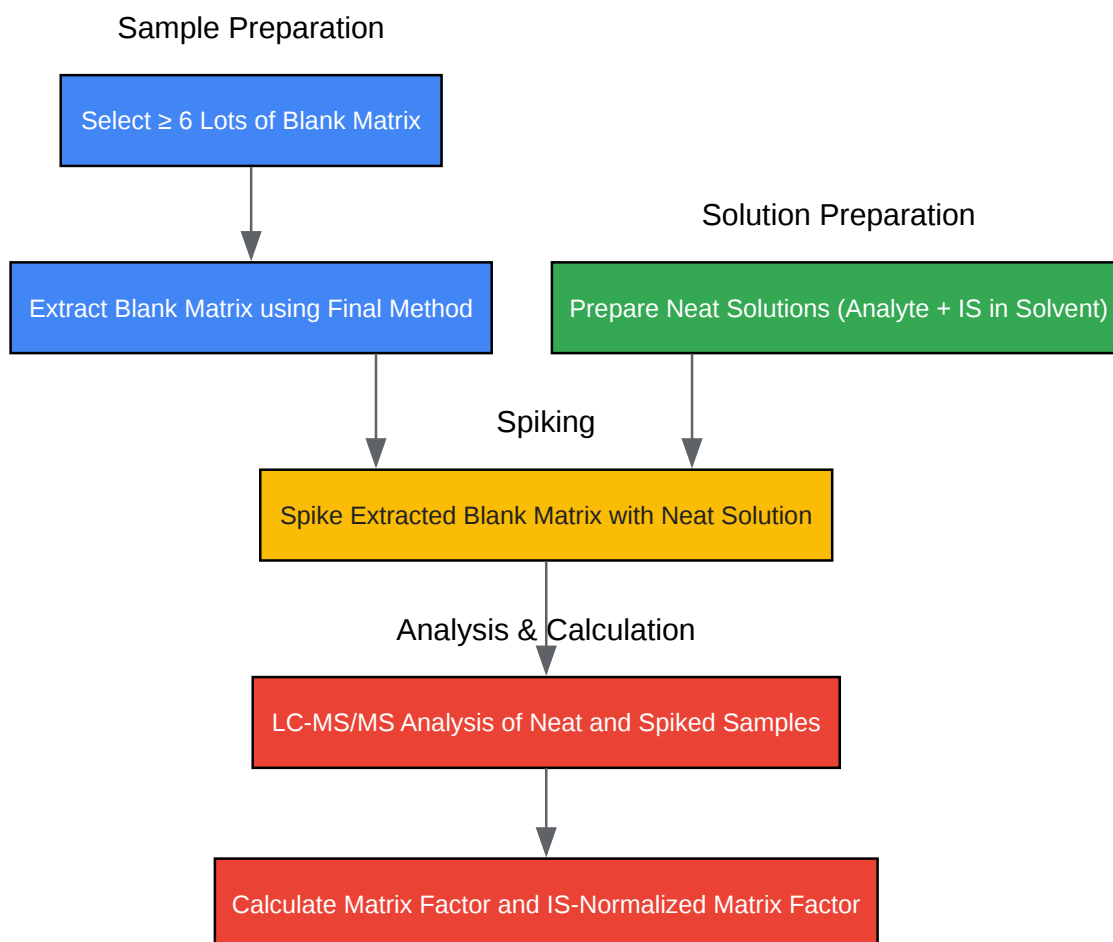 Sample Preparation
Select ≥ 6 Lots of Blank Matrix
Solution Preparation
Extract Blank Matrix using Final Method
Prepare Neat Solutions (Analyte + IS in Solvent)
Spiking
Spike Extracted Blank Matrix with Neat Solution
Analysis & Calculation
LC-MS/MS Analysis of Neat and Spiked Samples
Calculate Matrix Factor and IS-Normalized Matrix Factor